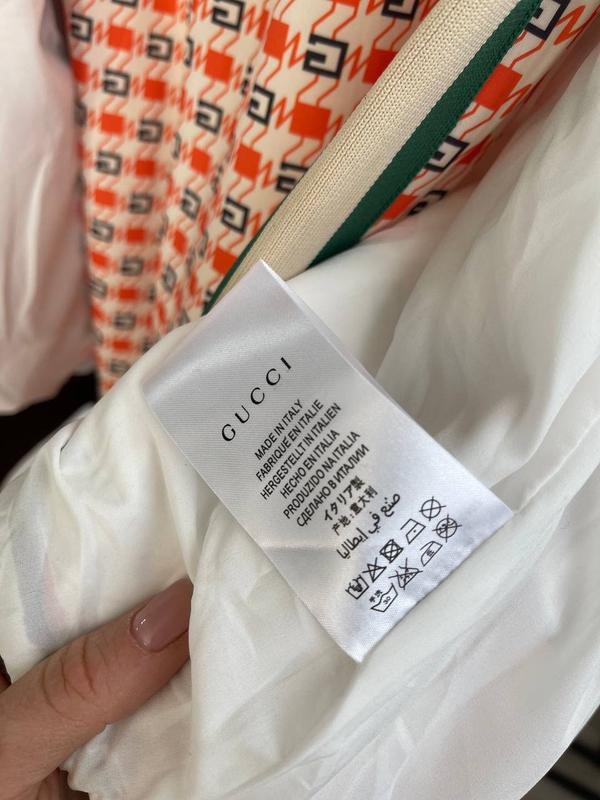 GUCCI
MADE IN ITALY
FABRIQUE EN ITALIE
HERGESTELLT IN ITALIEN
HECHO EN ITALIA
PRODUZIDO NA ITALIA
СДЕЛАНО В ИТАЛИИ
イタリア製
产地：意大利
صنع في ايطاليا